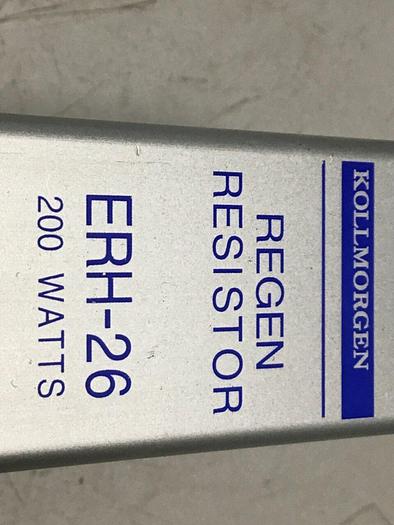 KOLLMORGEN
REGEN
RESISTOR
ERH-26
200 WATTS